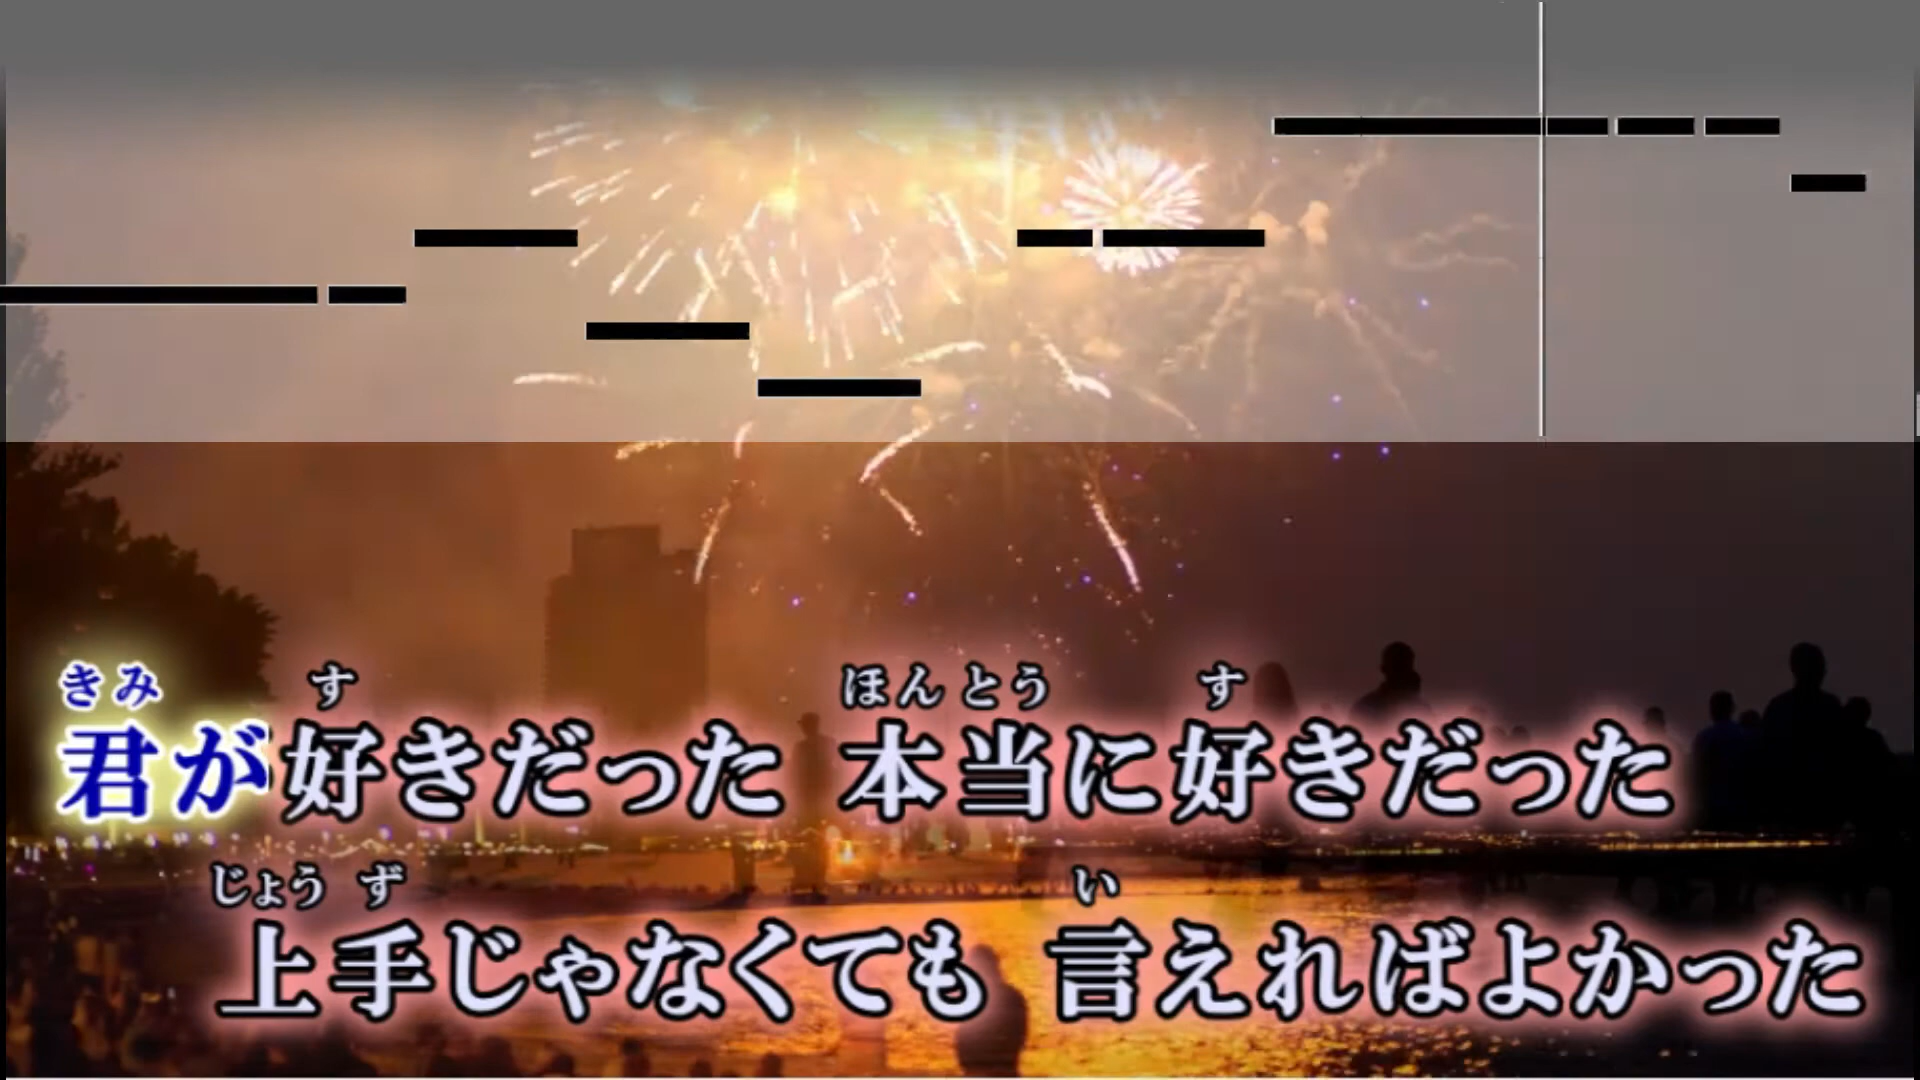 きみ す ほんとう す
君が好きだった 本当に好きだった
じょうず い
上手じゃなくても 言えればよかった